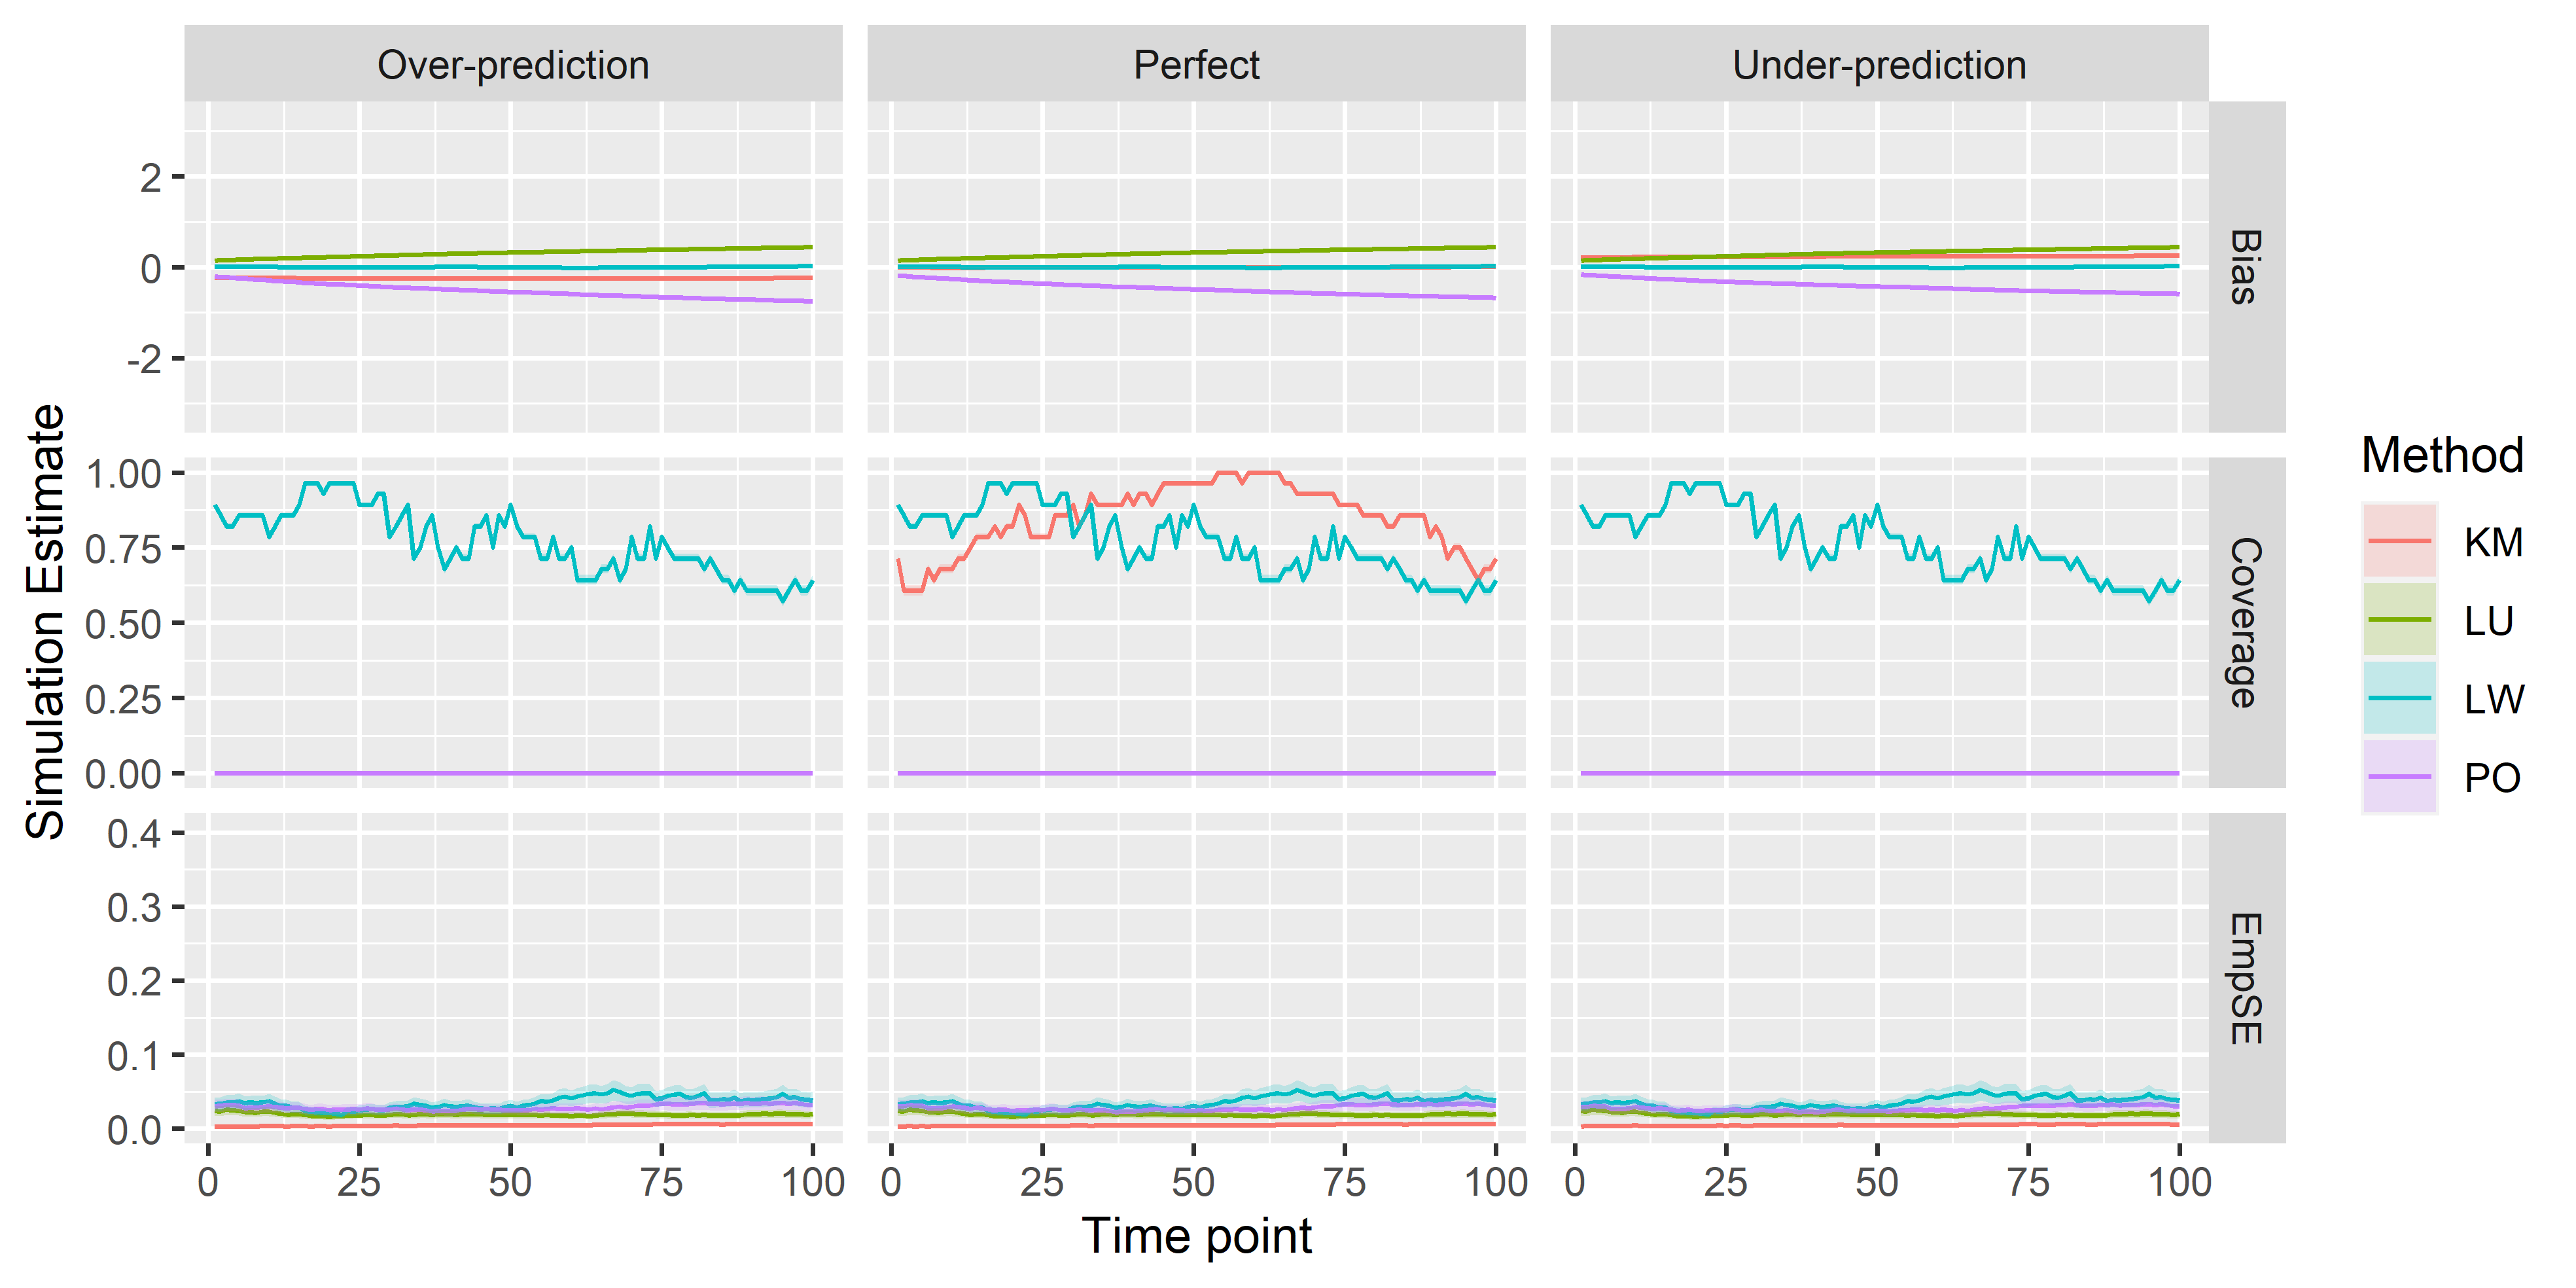 Over-prediction
Perfect
Under-prediction
Simulation Estimate
2
0
-2
Bias
1.00
0.75
0.50
0.25
0.00
Coverage
0.4
0.3
0.2
0.1
0.0
EmpSE
0 25 50 75 100
0 25 50 75 100
0 25 50 75 100
Time point
Method
KM
LU
LW
PO